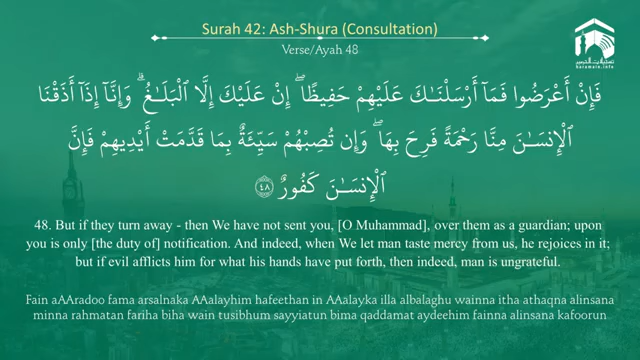 Surah 42: Ash-Shura (Consultation)
Verse/Ayah 48
haramain.info
فَإِنْ أَعْرَضُوا فَمَآ أَرْسَلْنَـٰكَ عَلَيْهِمْ حَفِيظًا ۖ إِنْ عَلَيْكَ إِلَّا ٱلْبَلَـٰغُ ۗ وَإِنَّآ إِذَآ أَذَقْنَا
ٱلْإِنسَـٰنَ مِنَّا رَحْمَةً فَرِحَ بِهَا ۖ وَإِن تُصِبْهُمْ سَيِّئَةٌۢ بِمَا قَدَّمَتْ أَيْدِيهِمْ فَإِنَّ
ٱلْإِنسَـٰنَ كَفُورٌ ﴿٤٨﴾
48. But if they turn away - then We have not sent you, [O Muhammad], over them as a guardian; upon
you is only [the duty of] notification. And indeed, when We let man taste mercy from us, he rejoices in it;
but if evil afflicts him for what his hands have put forth, then indeed, man is ungrateful.
Fain aAAradoo fama arsalnaka AAalayhim hafeethan in AAalayka illa albalaghu wainna itha athaqna alinsana
minna rahmatan fariha biha wain tusibhum sayyiatun bima qaddamat aydeehim fainna alinsana kafoorun